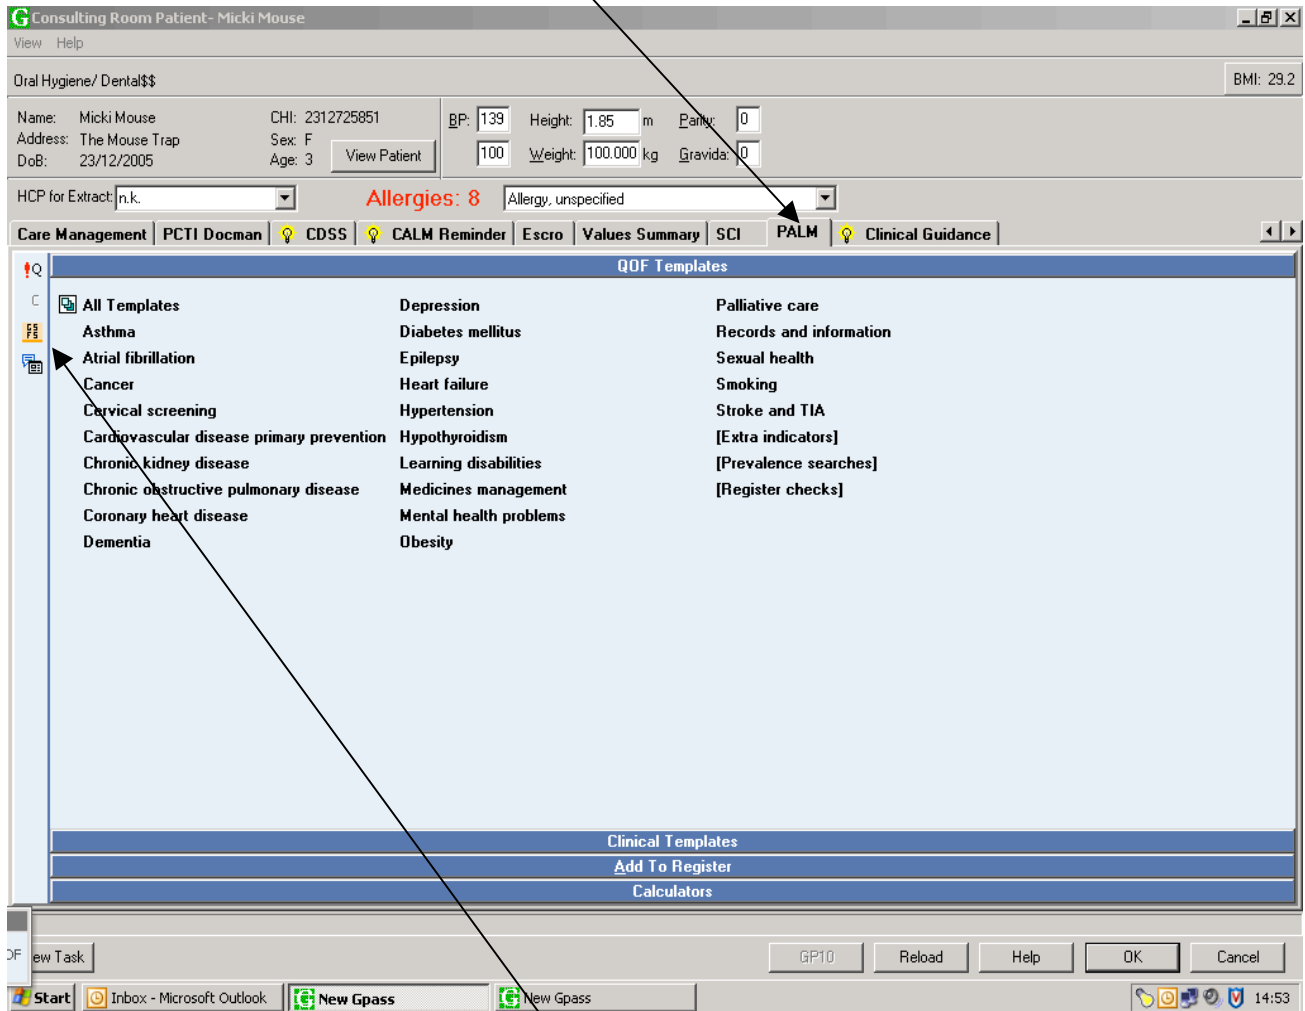 Consulting Room Patient- Micki Mouse
View Help
Oral Hygiene/ Dental$$ BMI: 29.2
Name: Micki Mouse CHI: 2312725851 BP: 139 Height: 1.85 m Parity: 0
Address: The Mouse Trap Sex: F
DoB: 23/12/2005 Age: 3 View Patient 100 Weight: 100.000 kg Gravida: 0
HCP for Extract: n.k. Allergies: 8 Allergy, unspecified
Care Management PCTI Docman CDSS CALM Reminder Escro Values Summary SCI PALM Clinical Guidance
QOF Templates
Q
C
All Templates Depression Palliative care
Asthma Diabetes mellitus Records and information
Atrial fibrillation Epilepsy Sexual health
Cancer Heart failure Smoking
Cervical screening Hypertension Stroke and TIA
Cardiovascular disease primary prevention Hypothyroidism [Extra indicators]
Chronic kidney disease Learning disabilities [Prevalence searches]
Chronic obstructive pulmonary disease Medicines management [Register checks]
Coronary heart disease Mental health problems
Dementia Obesity
Clinical Templates
Add To Register
Calculators
OF ew Task GP10 Reload Help OK Cancel
Start Inbox - Microsoft Outlook New Gpass New Gpass 14:53